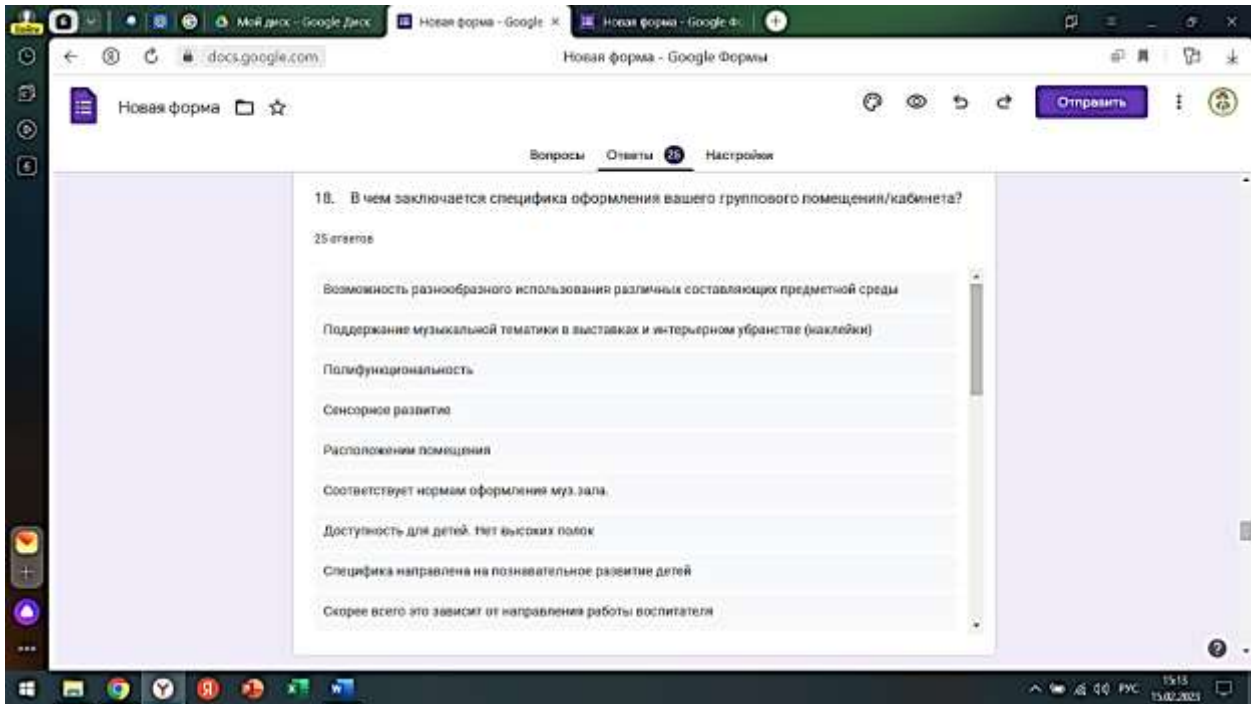 Мой диск - Google Диск
Новая форма - Google
Новая форма - Google Фо
docs.google.com
Новая форма - Google Формы
Новая форма
Отправить
Вопросы Ответы 25 Настройки
18. В чем заключается специфика оформления вашего группового помещения/кабинета?
25 ответов
Возможность разнообразного использования различных составляющих предметной среды
Поддержание музыкальной тематики в выставках и интерьерном убранстве (наклейки)
Полифункциональность
Сенсорное развитие
Расположении помещения
Соответствует нормам оформления муз.зала.
Доступность для детей. Нет высоких полок
Специфика направлена на познавательное развитие детей
Скорее всего это зависит от направления работы воспитателя
РУС
15:13
15.02.2023